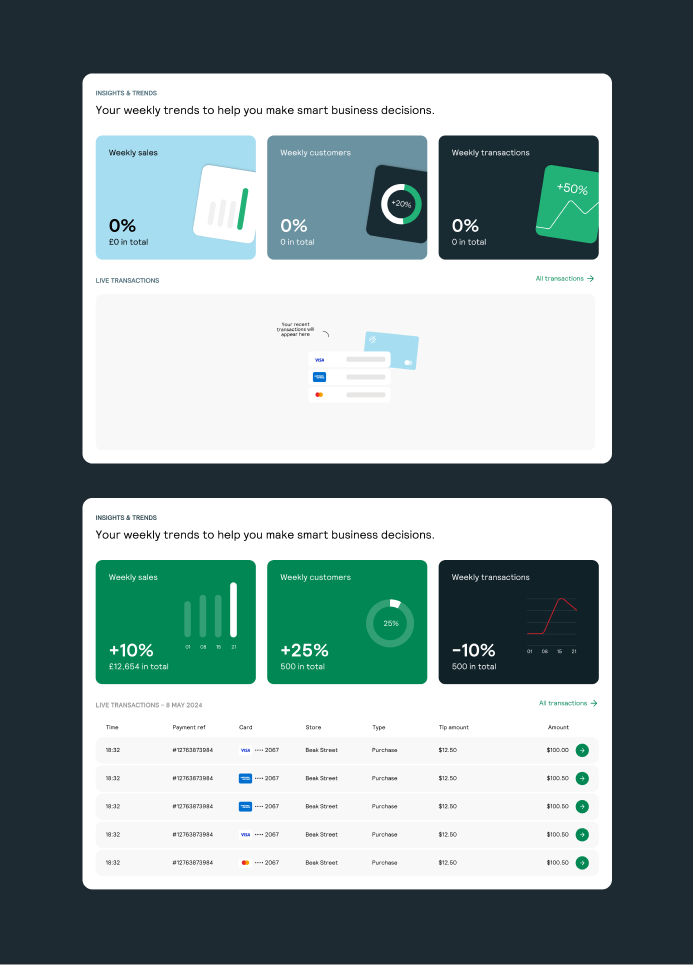 INSIGHTS & TRENDS
Your weekly trends to help you make smart business decisions.
Weekly sales
0%
£0 in total
Weekly customers
+20%
0%
0 in total
Weekly transactions
+50%
0%
0 in total
LIVE TRANSACTIONS
All transactions
Your recent
transactions will
appear here
VISA
INSIGHTS & TRENDS
Your weekly trends to help you make smart business decisions.
Weekly sales
01 08 15 21
+10%
£12,654 in total
Weekly customers
25%
+25%
500 in total
Weekly transactions
01 08 15 21
-10%
500 in total
LIVE TRANSACTIONS - 8 MAY 2024
All transactions
Time Payment ref Card Store Type Tip amount Amount
18:32 #12763873984 VISA •••• 2067 Beak Street Purchase $12.50 $100.00
18:32 #12763873984 •••• 2067 Beak Street Purchase $12.50 $100.50
18:32 #12763873984 •••• 2067 Beak Street Purchase $12.50 $100.50
18:32 #12763873984 VISA •••• 2067 Beak Street Purchase $12.50 $100.50
18:32 #12763873984 •••• 2067 Beak Street Purchase $12.50 $100.50